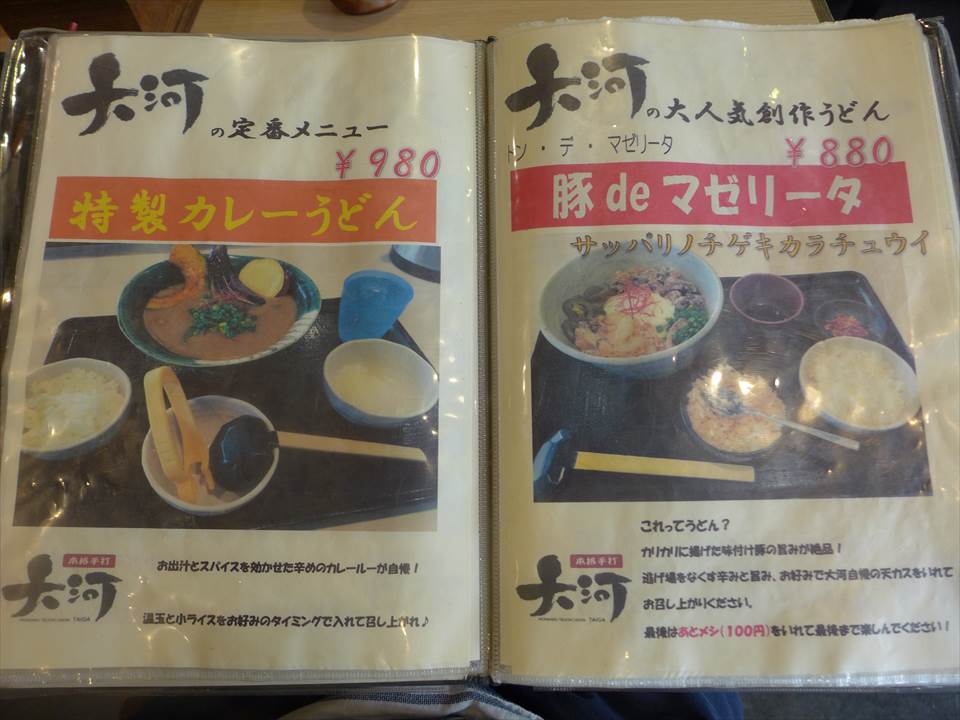 大河の定番メニュー
￥980
特製カレーうどん
お出汁とスパイスを効かせた辛めのカレールーが自慢！
温玉と小ライスをお好みのタイミングで入れて召し上がれ♪
本格手打
大河
TAIGA
大河の大人気創作うどん
トン・デ・マゼリータ
￥880
豚deマゼリータ
サッパリノチゲキカラチュウイ
これってうどん？
カリカリに揚げた味付け豚の旨みが絶品！
逃げ場をなくす辛みと旨み、お好みで大河自慢の天カスをいれて
お召し上がりください。
最後はあとメシ(100円)をいれて最後まで楽しんでください！
本格手打
大河
TAIGA